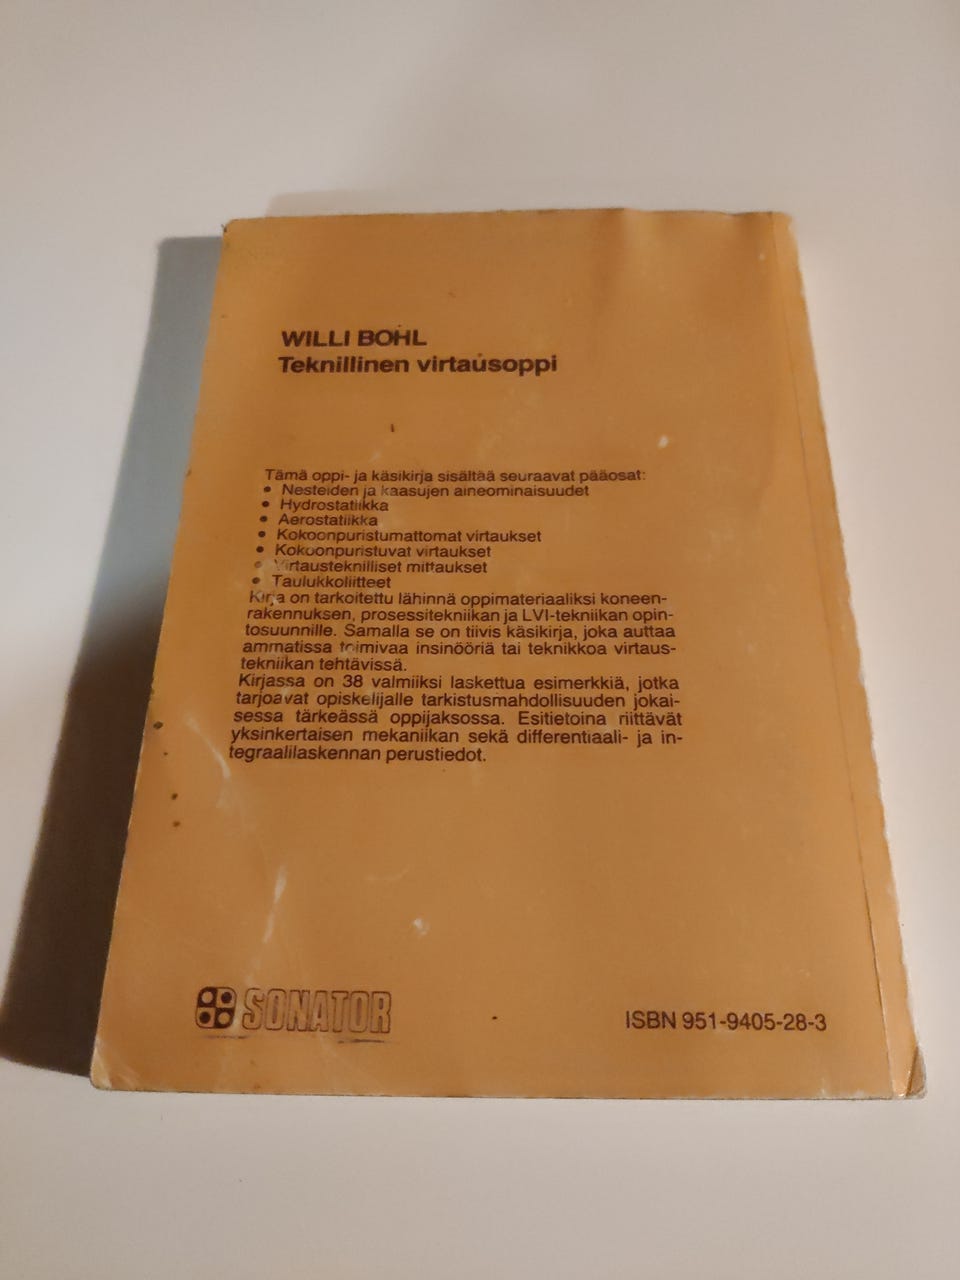 WILLI BOHL
Teknillinen virtausoppi
Tämä oppi- ja käsikirja sisältää seuraavat pääosat:
• Nesteiden ja kaasujen aineominaisuudet
• Hydrostatiikka
• Aerostatiikka
• Kokoonpuristumattomat virtaukset
• Kokoonpuristuvat virtaukset
• Virtaustekniilliset mittaukset
• Taulukkoliitteet
Kirja on tarkoitettu lähinnä oppimateriaaliksi koneen-
rakennuksen, prosessitekniikan ja LVI-tekniikan opin-
tosuunnille. Samalla se on tiivis käsikirja, joka auttaa
ammatissa toimivaa insinööriä tai teknikkoa virtaus-
tekniikan tehtävissä.
Kirjassa on 38 valmiiksi laskettua esimerkkiä, jotka
tarjoavat opiskelijalle tarkistusmahdollisuuden jokai-
sessa tärkeässä oppijaksossa. Esitietoina riittävät
yksinkertaisen mekaniikan sekä differentiaali- ja in-
tegraalilaskennan perustiedot.
SONATOR
ISBN 951-9405-28-3